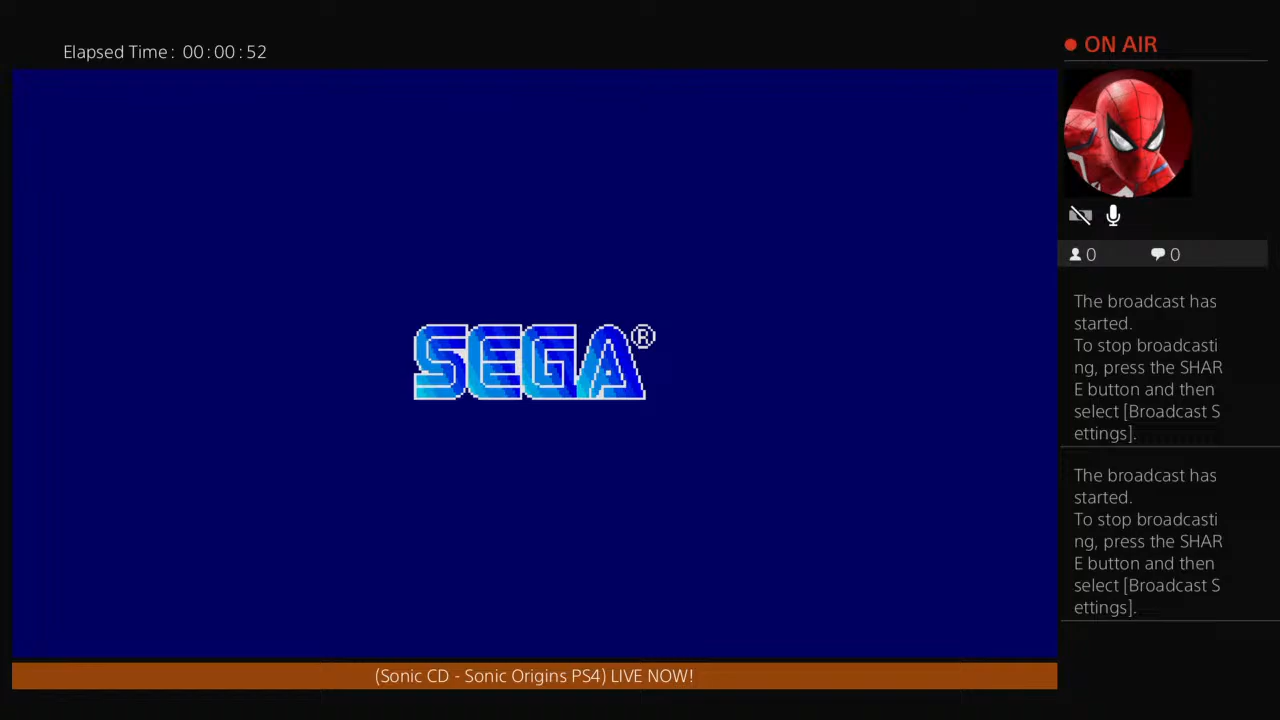 Elapsed Time: 00:00:52
ON AIR
SEGA®
0
0
The broadcast has
started.
To stop broadcasti
ng, press the SHAR
E button and then
select [Broadcast S
ettings].
The broadcast has
started.
To stop broadcasti
ng, press the SHAR
E button and then
select [Broadcast S
ettings].
(Sonic CD - Sonic Origins PS4) LIVE NOW!